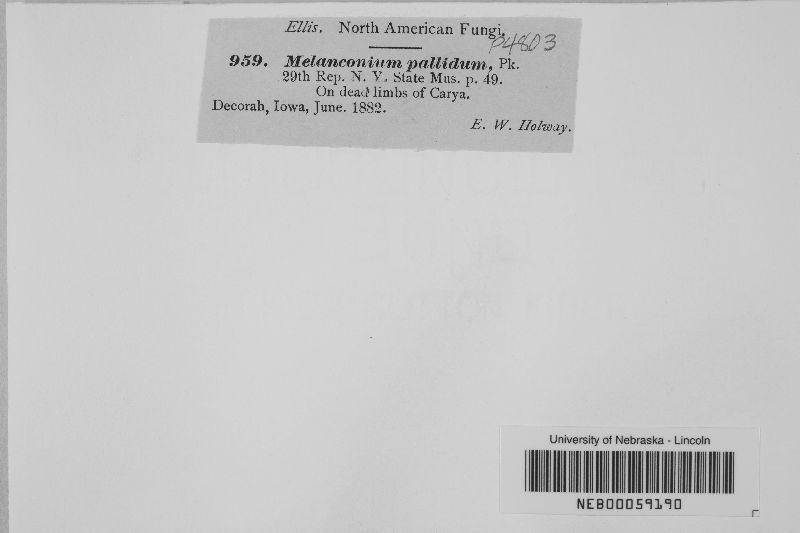 Ellis. North American Fungi.
P4803
959. Melanconium pallidum, Pk.
29th Rep. N. Y. State Mus. p. 49.
On dead limbs of Carya.
Decorah, Iowa, June. 1882.
E. W. Holway.
University of Nebraska - Lincoln
NEB00059190